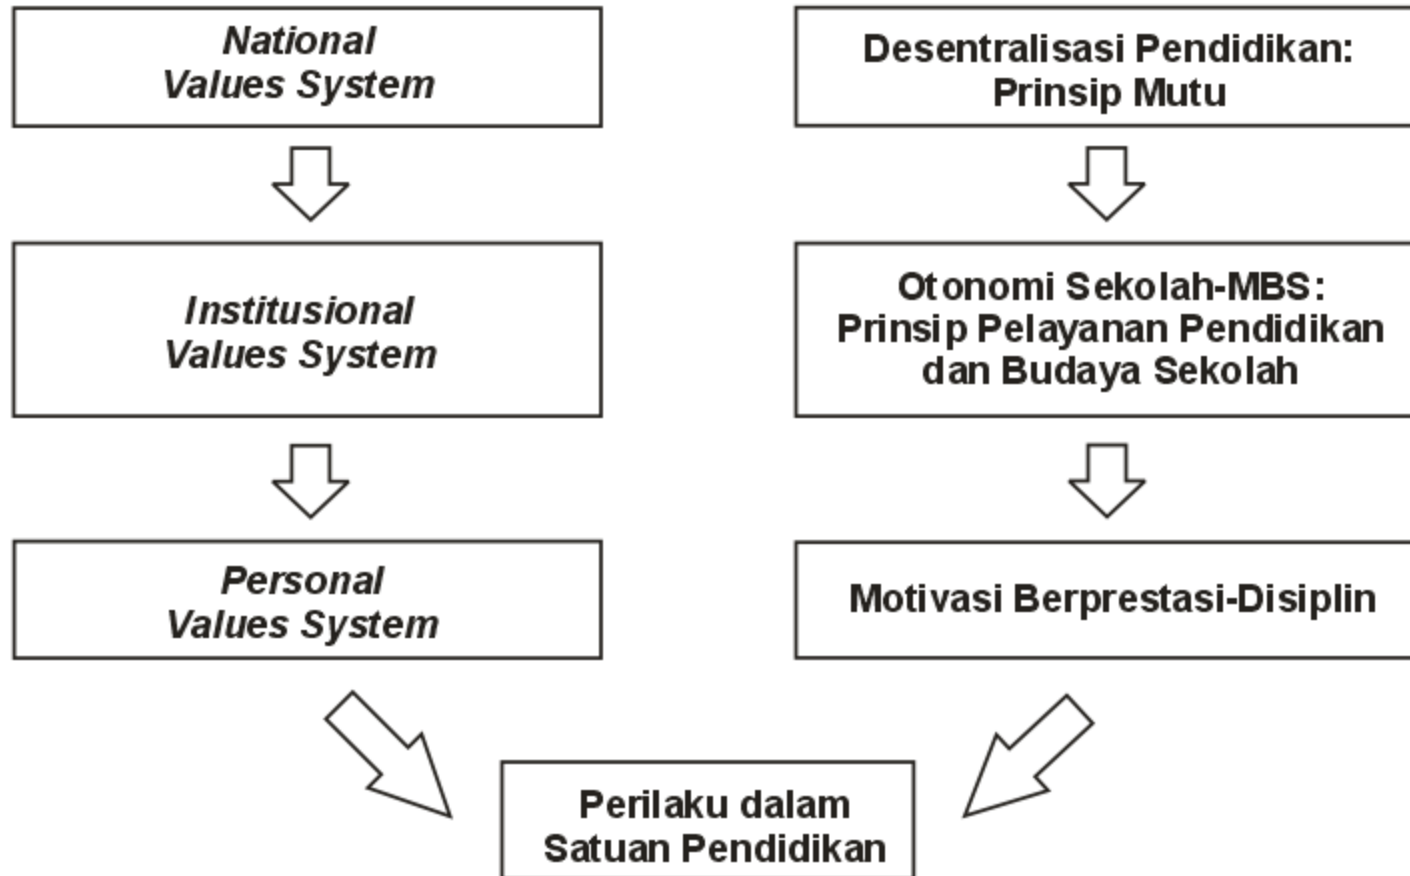 National
Values System
Desentralisasi Pendidikan:
Prinsip Mutu
Institusional
Values System
Otonomi Sekolah-MBS:
Prinsip Pelayanan Pendidikan
dan Budaya Sekolah
Personal
Values System
Motivasi Berprestasi-Disiplin
Perilaku dalam
Satuan Pendidikan